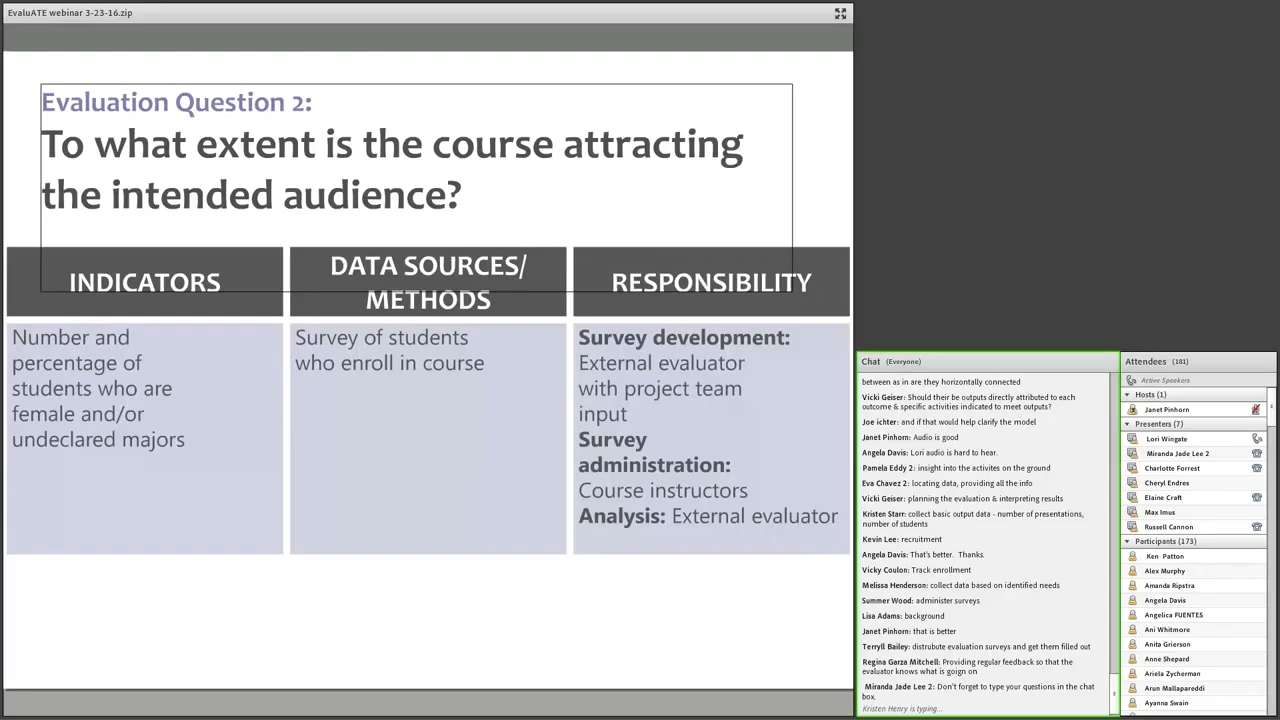 EvaluATE webinar 3-23-16.zip
Evaluation Question 2:
To what extent is the course attracting
the intended audience?
INDICATORS
DATA SOURCES/
METHODS
RESPONSIBILITY
Number and
percentage of
students who are
female and/or
undeclared majors
Survey of students
who enroll in course
Survey development:
External evaluator
with project team
input
Survey
administration:
Course instructors
Analysis: External evaluator
Chat (Everyone)
between as in are they horizontally connected
Vicki Geiser: Should their be outputs directly attributed to each
outcome & specific activities indicated to meet outputs?
Joe ichter: and if that would help clarify the model
Janet Pinhorn: Audio is good
Angela Davis: Lori audio is hard to hear.
Pamela Eddy 2: insight into the activites on the ground
Eva Chavez 2: locating data, providing all the info
Vicki Geiser: planning the evaluation & interpreting results
Kristen Starr: collect basic output data - number of presentations,
number of students
Kevin Lee: recruitment
Angela Davis: That's better. Thanks.
Vicky Coulon: Track enrollment
Melissa Henderson: collect data based on identified needs
Summer Wood: administer surveys
Lisa Adams: background
Janet Pinhorn: that is better
Terryll Bailey: distrubute evaluation surveys and get them filled out
Regina Garza Mitchell: Providing regular feedback so that the
evaluator knows what is goign on
Miranda Jade Lee 2: Don't forget to type your questions in the chat
box.
Kristen Henry is typing...
Attendees (181)
Active Speakers
Hosts (1)
Janet Pinhorn
Presenters (7)
Lori Wingate
Miranda Jade Lee 2
Charlotte Forrest
Cheryl Endres
Elaine Craft
Max Imus
Russell Cannon
Participants (173)
Ken Patton
Alex Murphy
Amanda Ripstra
Angela Davis
Angelica FUENTES
Ani Whitmore
Anita Grierson
Anne Shepard
Ariela Zycherman
Arun Mallapareddi
Ayanna Swain